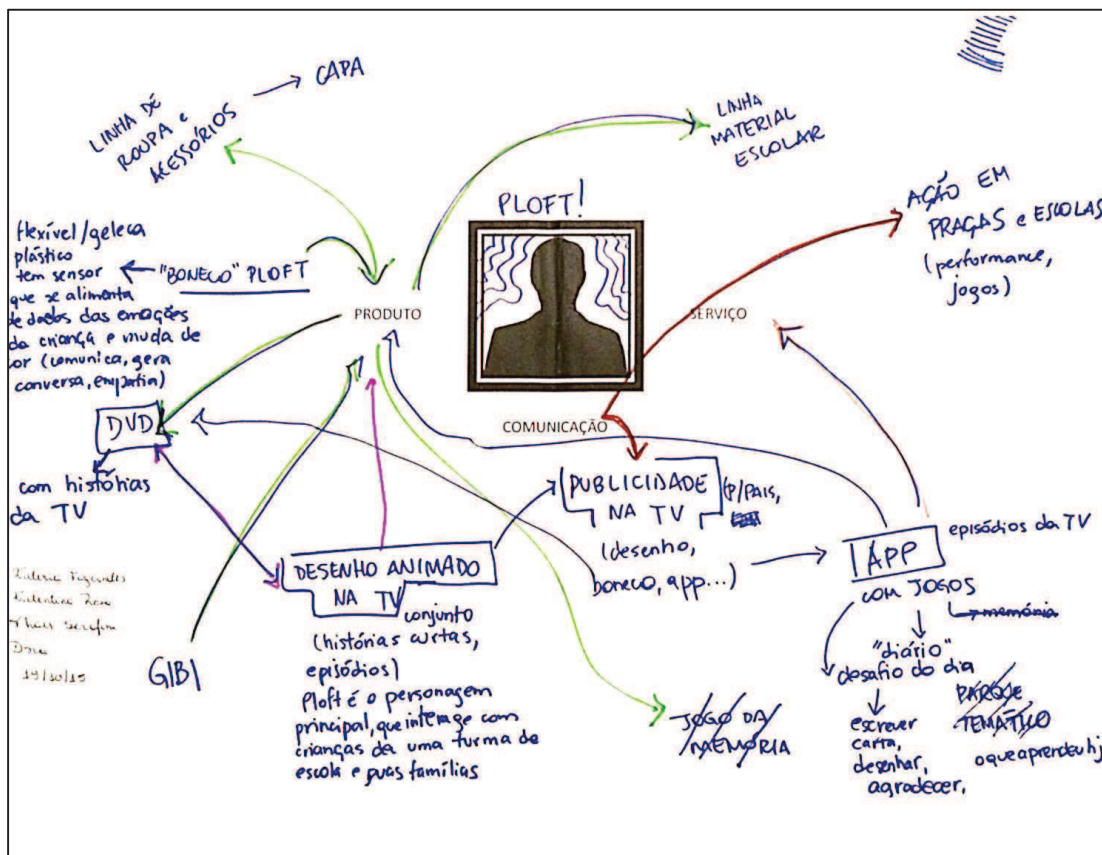 LINHA DE
ROUPA e
ACESSÓRIOS
CAPA
LINHA
MATERIAL
ESCOLAR
PLOFT!
AÇÃO EM
PRAÇAS e ESCOLAS
(performance,
jogos)
flexível/geleca
plástico
tem sensor
que se alimenta
de dados das emoções
da criança e muda de
cor (comunica, gera
conversa, empatia)
"BONECO" PLOFT
PRODUTO
SERVIÇO
COMUNICAÇÃO
DVD
com histórias
da TV
PUBLICIDADE
NA TV
(P/PAIS,
(desenho,
boneco, app...)
APP
episódios da TV
COM JOGOS
memória
"diário"
desafio do dia
escrever
carta,
desenhar,
agradecer,
PARQUE
TEMÁTICO
o que aprendeu hj
DESENHO ANIMADO
NA TV
conjunto
(histórias curtas,
episódios)
Ploft é o personagem
principal, que interage com
crianças da uma turma de
escola e suas famílias
GIBI
JOGO DA
MEMÓRIA